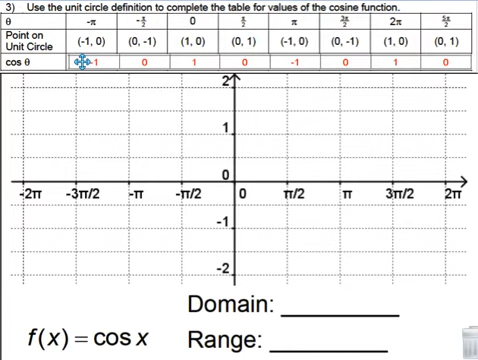 3) Use the unit circle definition to complete the table for values of the cosine function.
θ -π -π/2 0 π/2 π 3π/2 2π 5π/2
Point on Unit Circle (-1, 0) (0, -1) (1, 0) (0, 1) (-1, 0) (0, -1) (1, 0) (0, 1)
cos θ -1 0 1 0 -1 0 1 0
2
1
0
-2π -3π/2 -π -π/2 0 π/2 π 3π/2 2π
-1
-2
Domain:
f(x) = cos x Range: